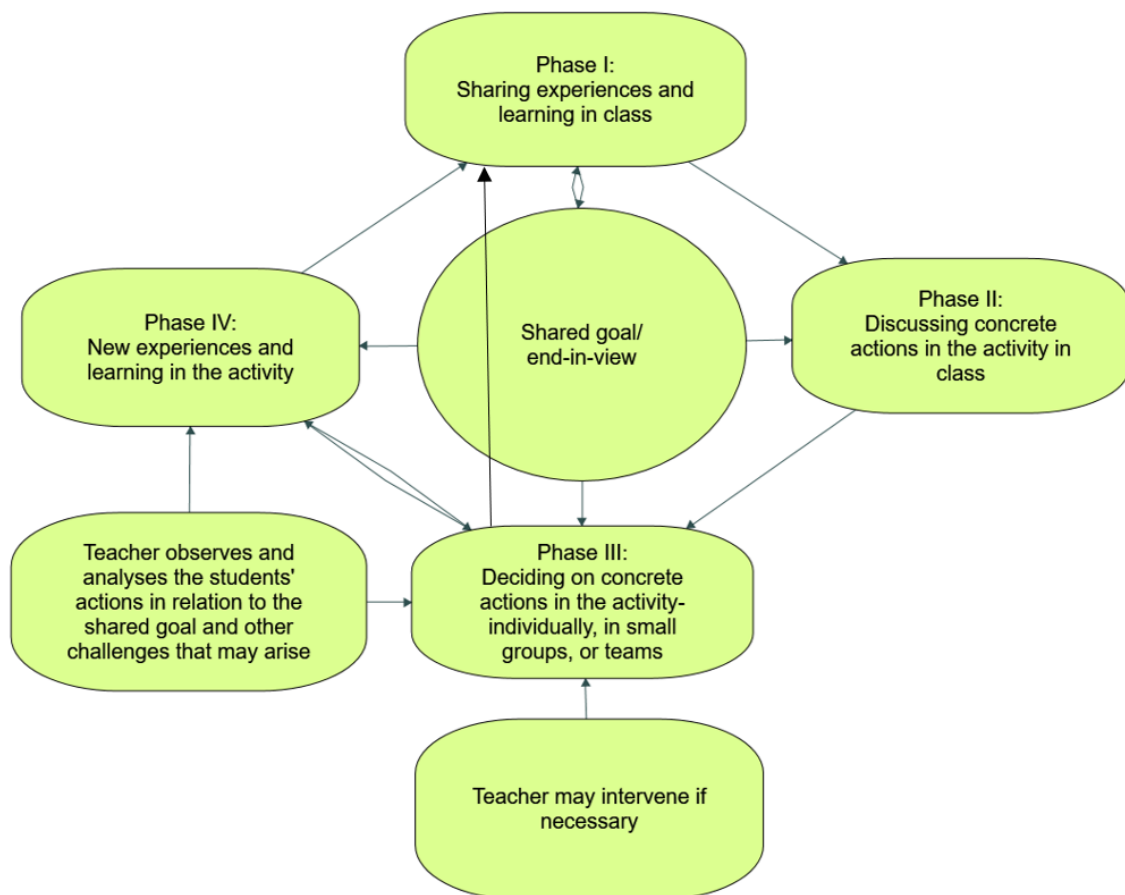 Phase I:
Sharing experiences and
learning in class
Phase IV:
New experiences and
learning in the activity
Shared goal/
end-in-view
Phase II:
Discussing concrete
actions in the activity in
class
Teacher observes and
analyses the students'
actions in relation to the
shared goal and other
challenges that may arise
Phase III:
Deciding on concrete
actions in the activity-
individually, in small
groups, or teams
Teacher may intervene if
necessary